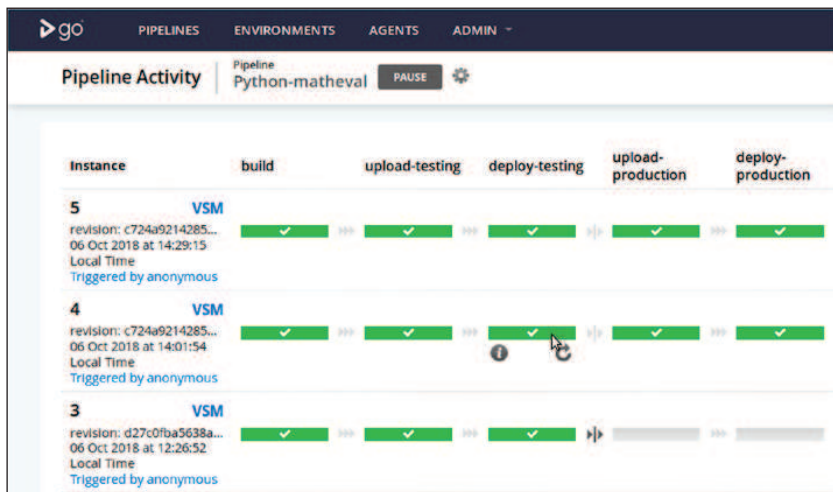 go PIPELINES ENVIRONMENTS AGENTS ADMIN
Pipeline Activity
Pipeline
Python-matheval PAUSE
Instance build upload-testing deploy-testing upload-production deploy-production
5 VSM
revision: c724a9214285...
06 Oct 2018 at 14:29:15
Local Time
Triggered by anonymous
4 VSM
revision: c724a9214285...
06 Oct 2018 at 14:01:54
Local Time
Triggered by anonymous
3 VSM
revision: d27c0fba5638a...
06 Oct 2018 at 12:26:52
Local Time
Triggered by anonymous